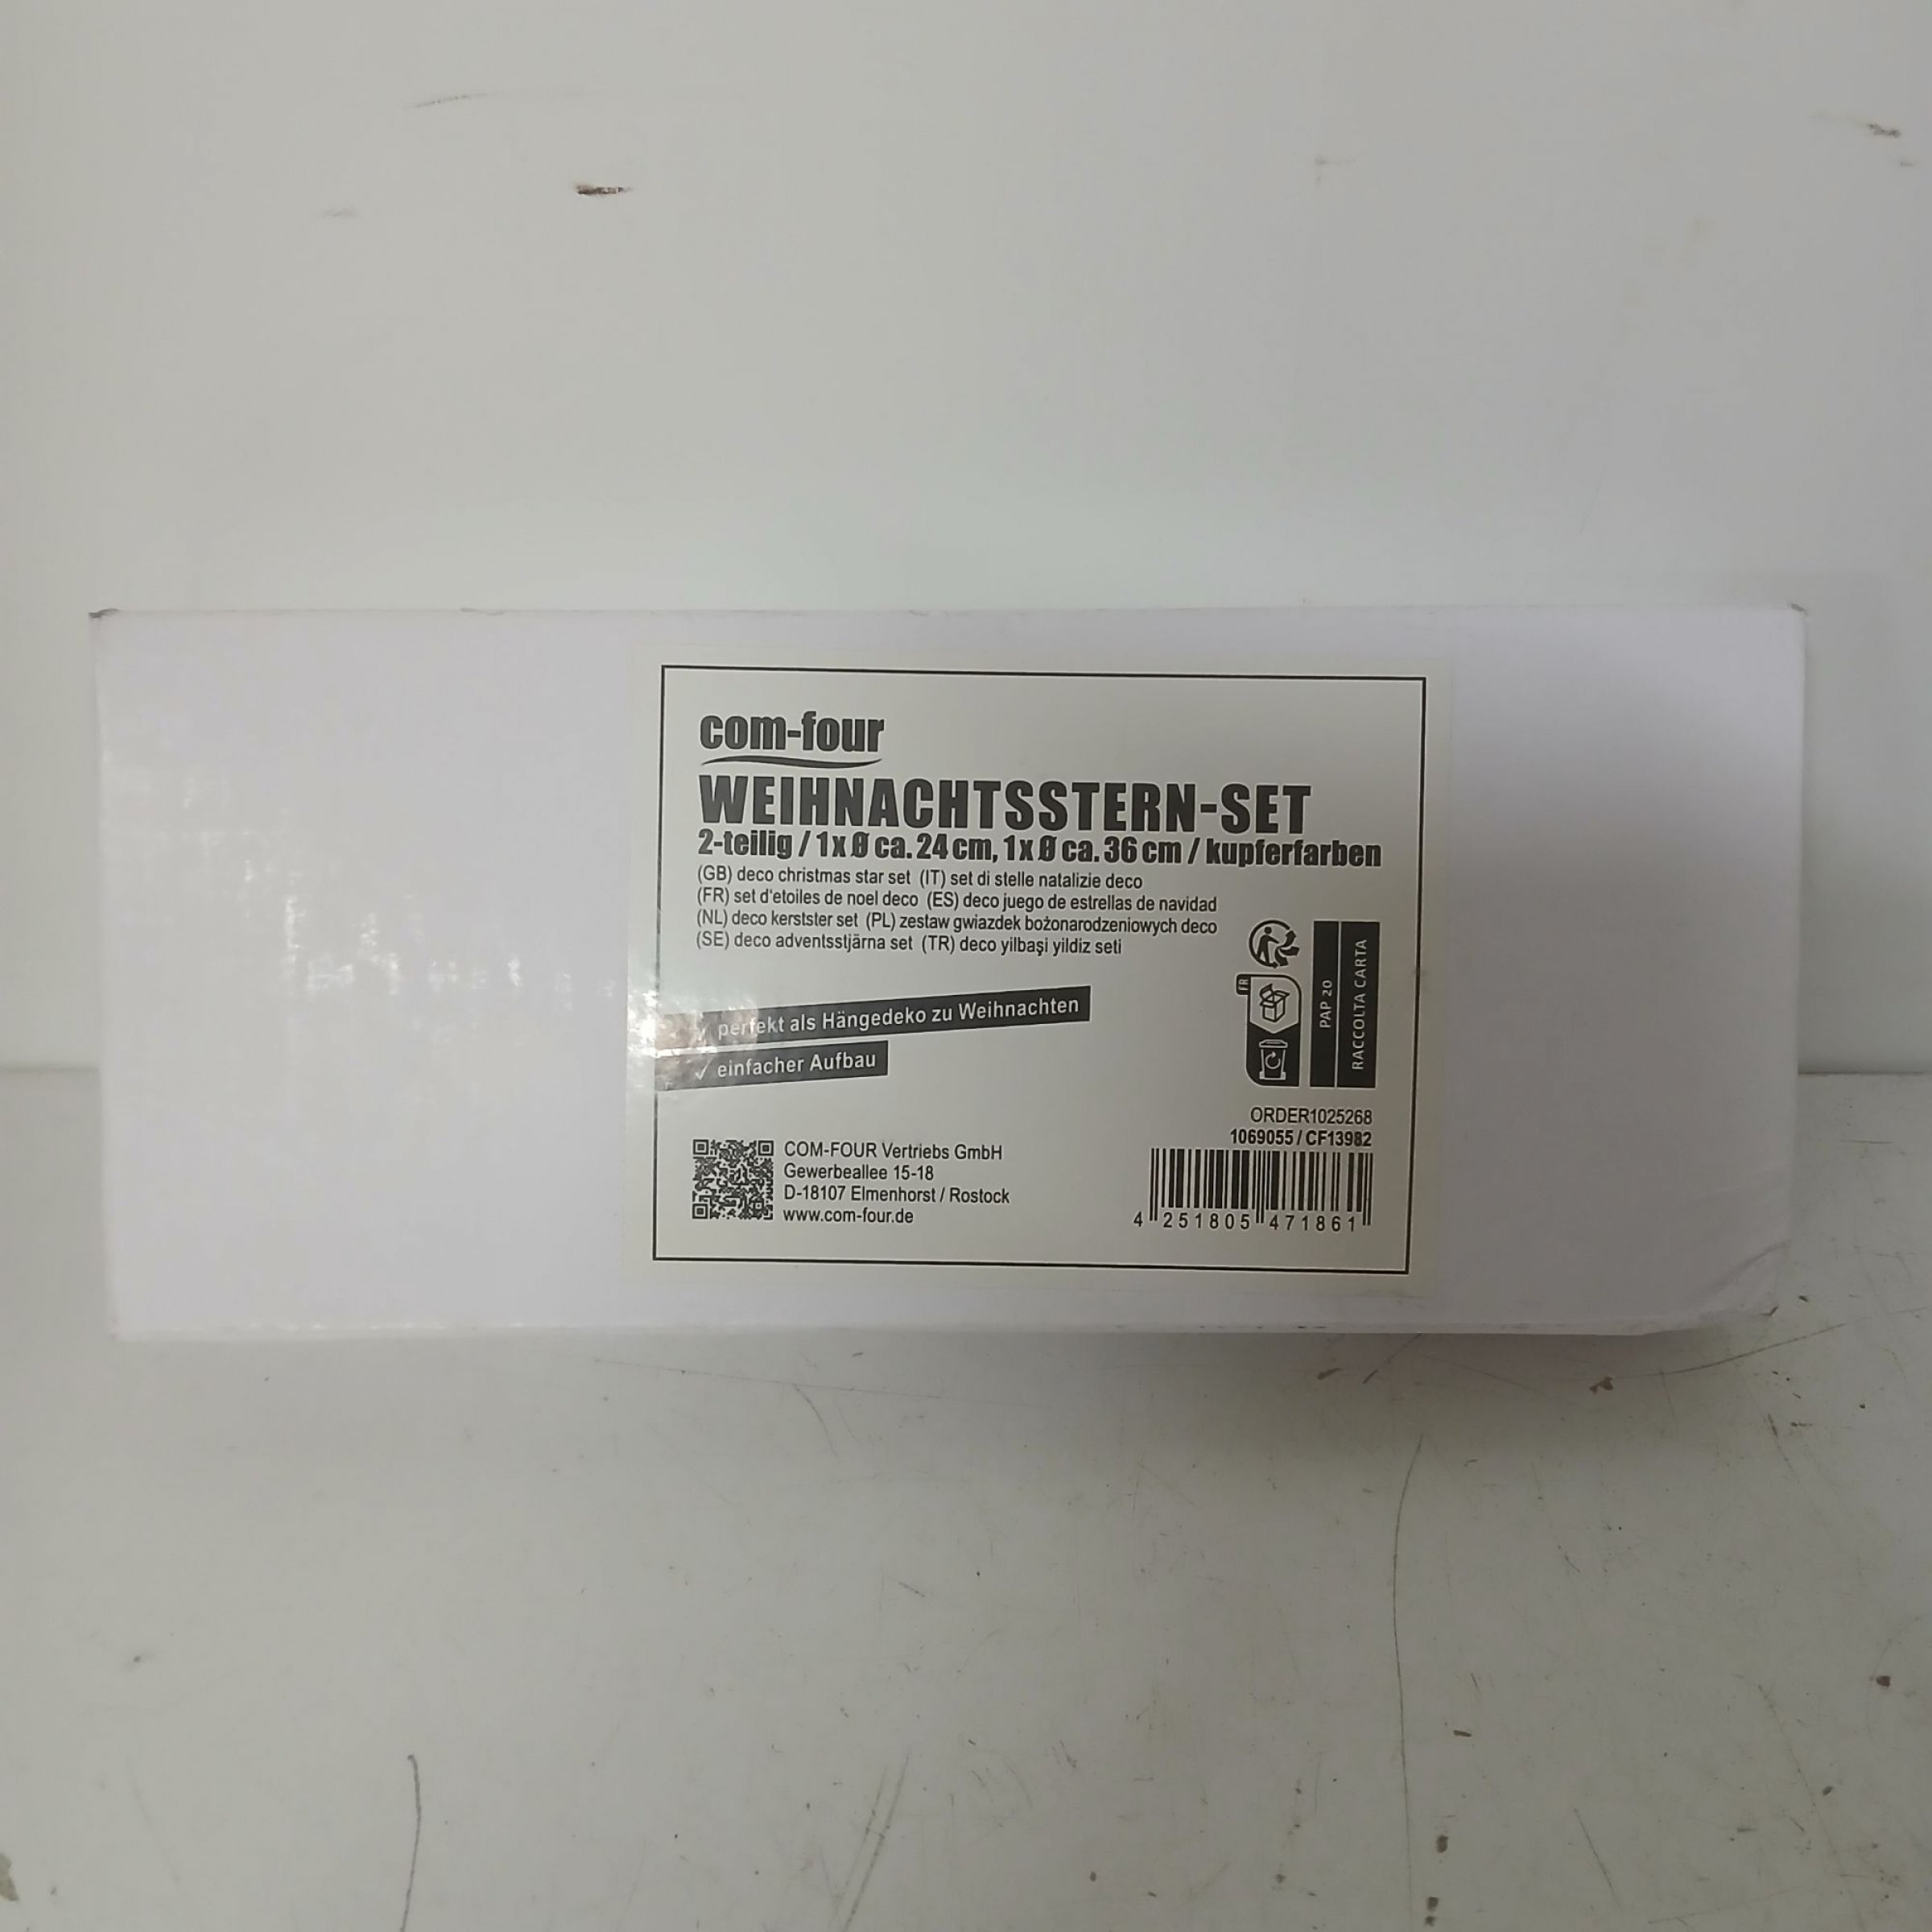 com-four
WEIHNACHTSSTERN-SET
2-teilig / 1x Ø ca. 24 cm, 1x Ø ca. 36 cm / kupferfarben
(GB) deco christmas star set (IT) set di stelle natalizie deco
(FR) set d'etoiles de noel deco (ES) deco juego de estrellas de navidad
(NL) deco kerstster set (PL) zestaw gwiazdek bożonarodzeniowych deco
(SE) deco adventsstjärna set (TR) deco yilbaşi yildiz seti
✓ perfekt als Hängedeko zu Weihnachten
✓ einfacher Aufbau
FR
PAP 20
RACCOLTA CARTA
ORDER1025268
1069055 / CF13982
4 251805 471861
COM-FOUR Vertriebs GmbH
Gewerbeallee 15-18
D-18107 Elmenhorst / Rostock
www.com-four.de